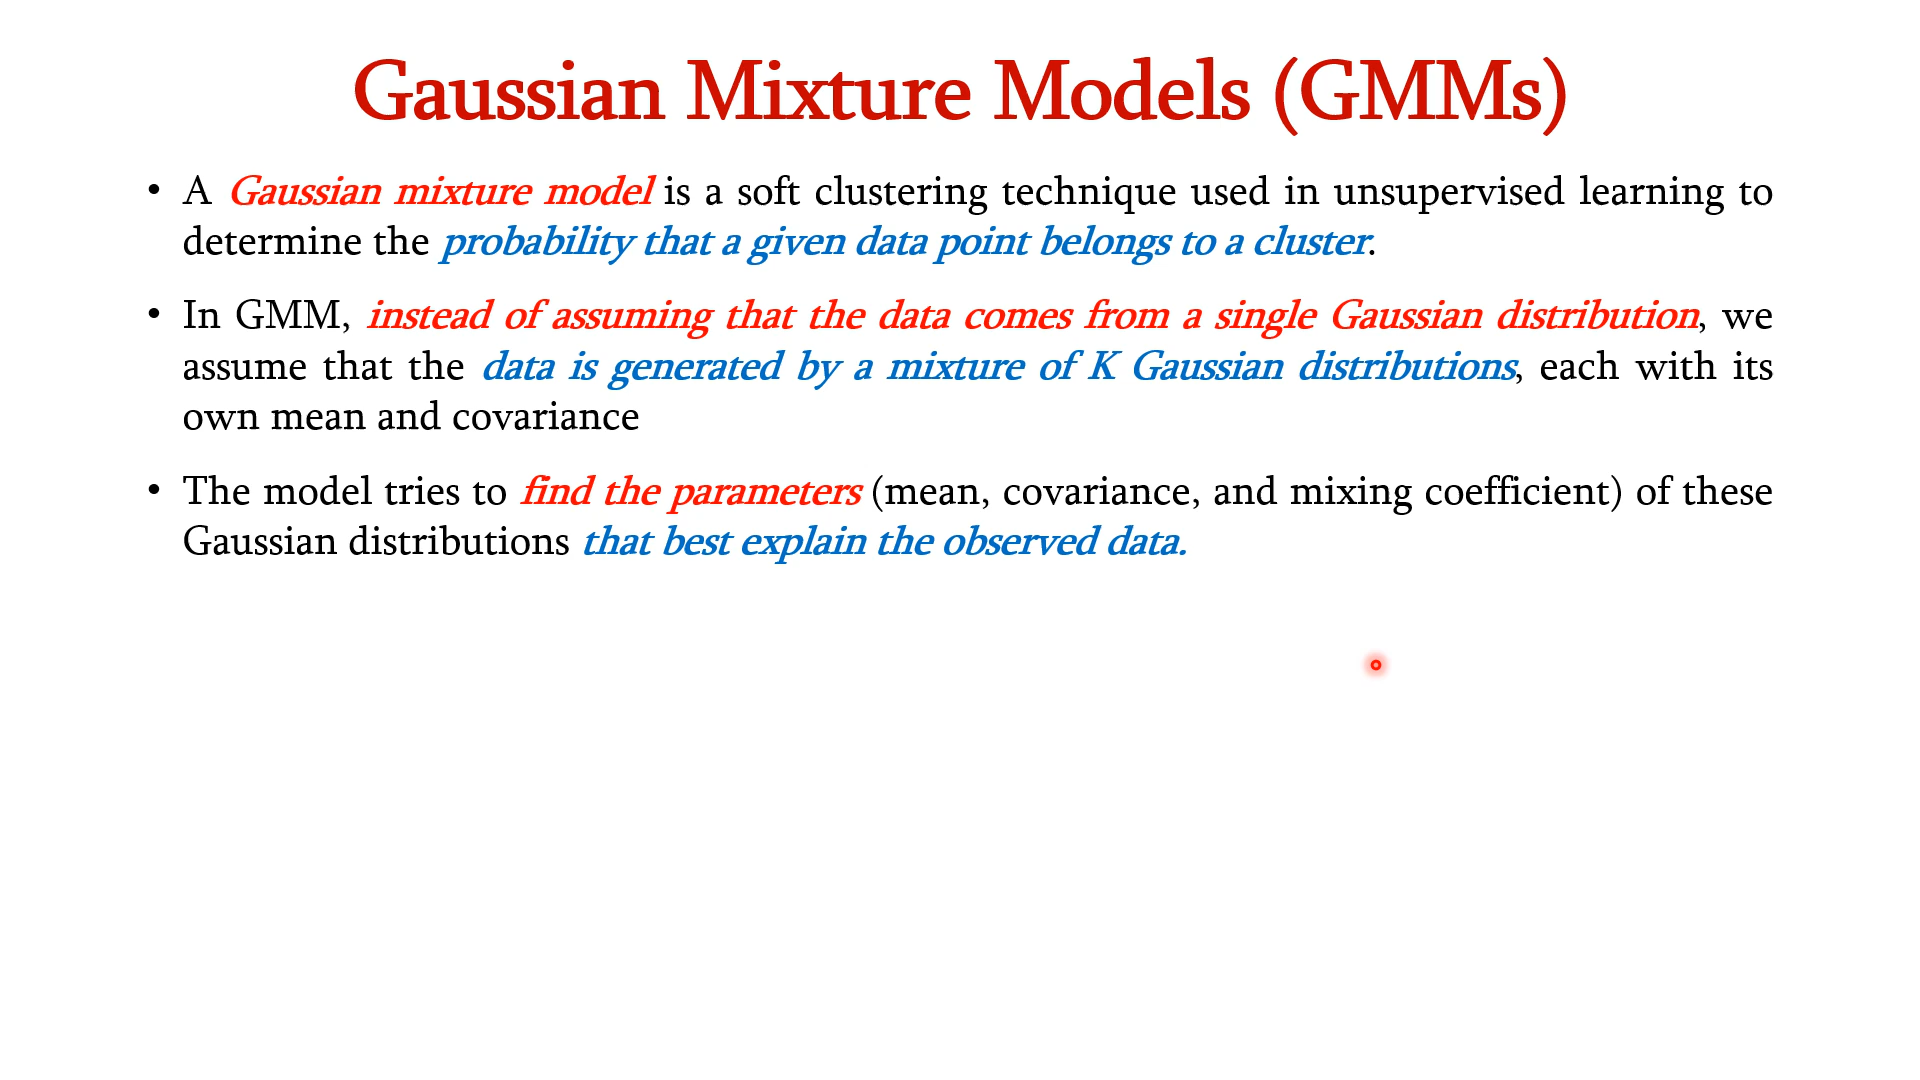 Gaussian Mixture Models (GMMs)
• A Gaussian mixture model is a soft clustering technique used in unsupervised learning to
determine the probability that a given data point belongs to a cluster.
• In GMM, instead of assuming that the data comes from a single Gaussian distribution, we
assume that the data is generated by a mixture of K Gaussian distributions, each with its
own mean and covariance
• The model tries to find the parameters (mean, covariance, and mixing coefficient) of these
Gaussian distributions that best explain the observed data.